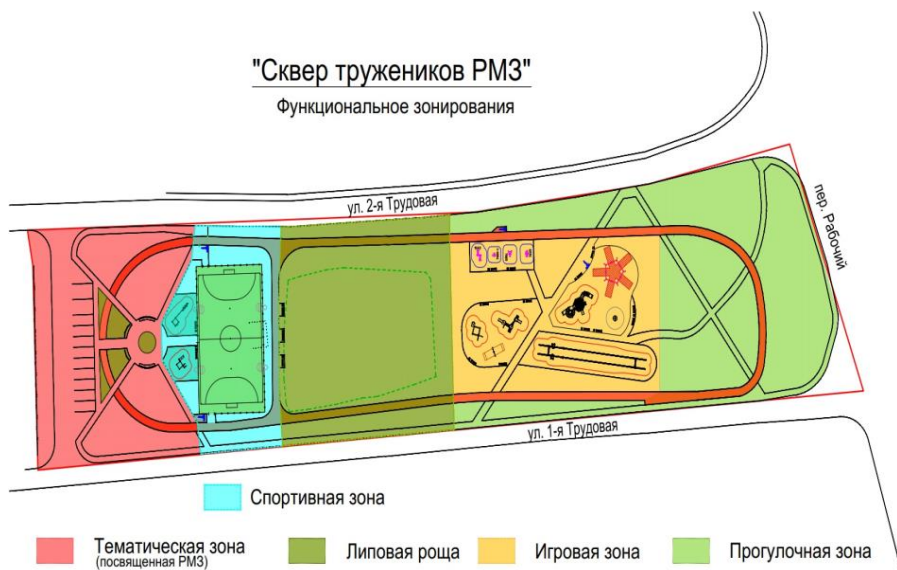 "Сквер тружеников РМЗ"
Функциональное зонирования
ул. 2-я Трудовая
пер. Рабочий
ул. 1-я Трудовая
Спортивная зона
Тематическая зона
(посвященная РМЗ)
Липовая роща
Игровая зона
Прогулочная зона